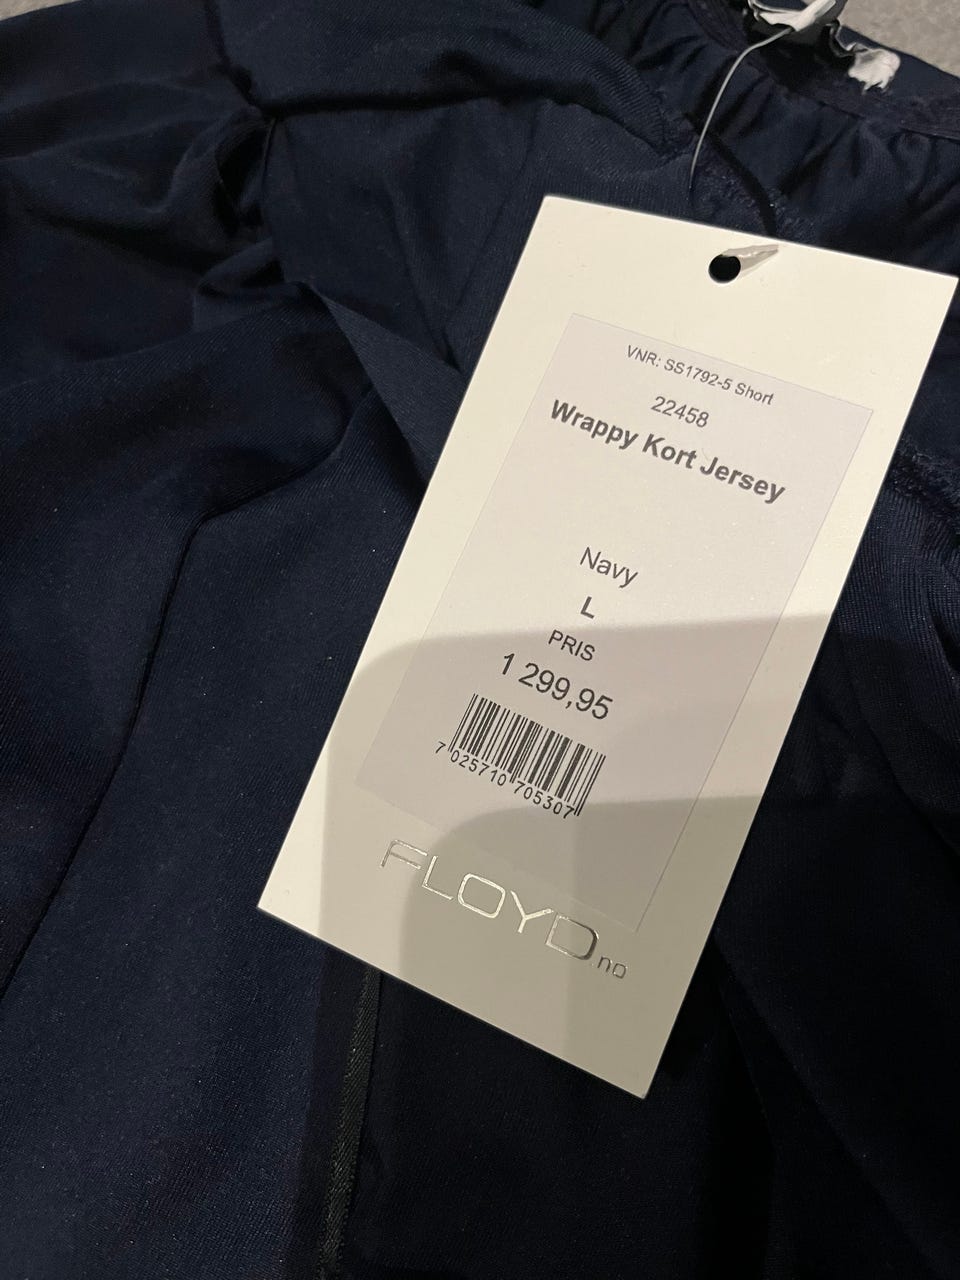 VNR: SS1792-5 Short
22458
Wrappy Kort Jersey
Navy
L
PRIS
1 299,95
7 025710 705307
FLOYD.no